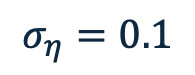 σ_η = 0.1